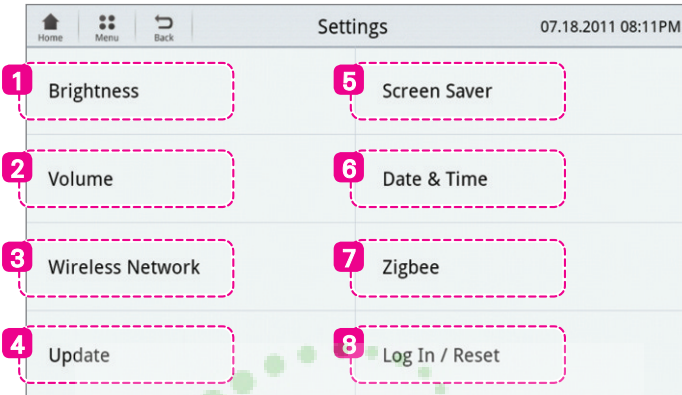 Home Menu Back Settings 07.18.2011 08:11PM
1 Brightness 5 Screen Saver
2 Volume 6 Date & Time
3 Wireless Network 7 Zigbee
4 Update 8 Log In / Reset